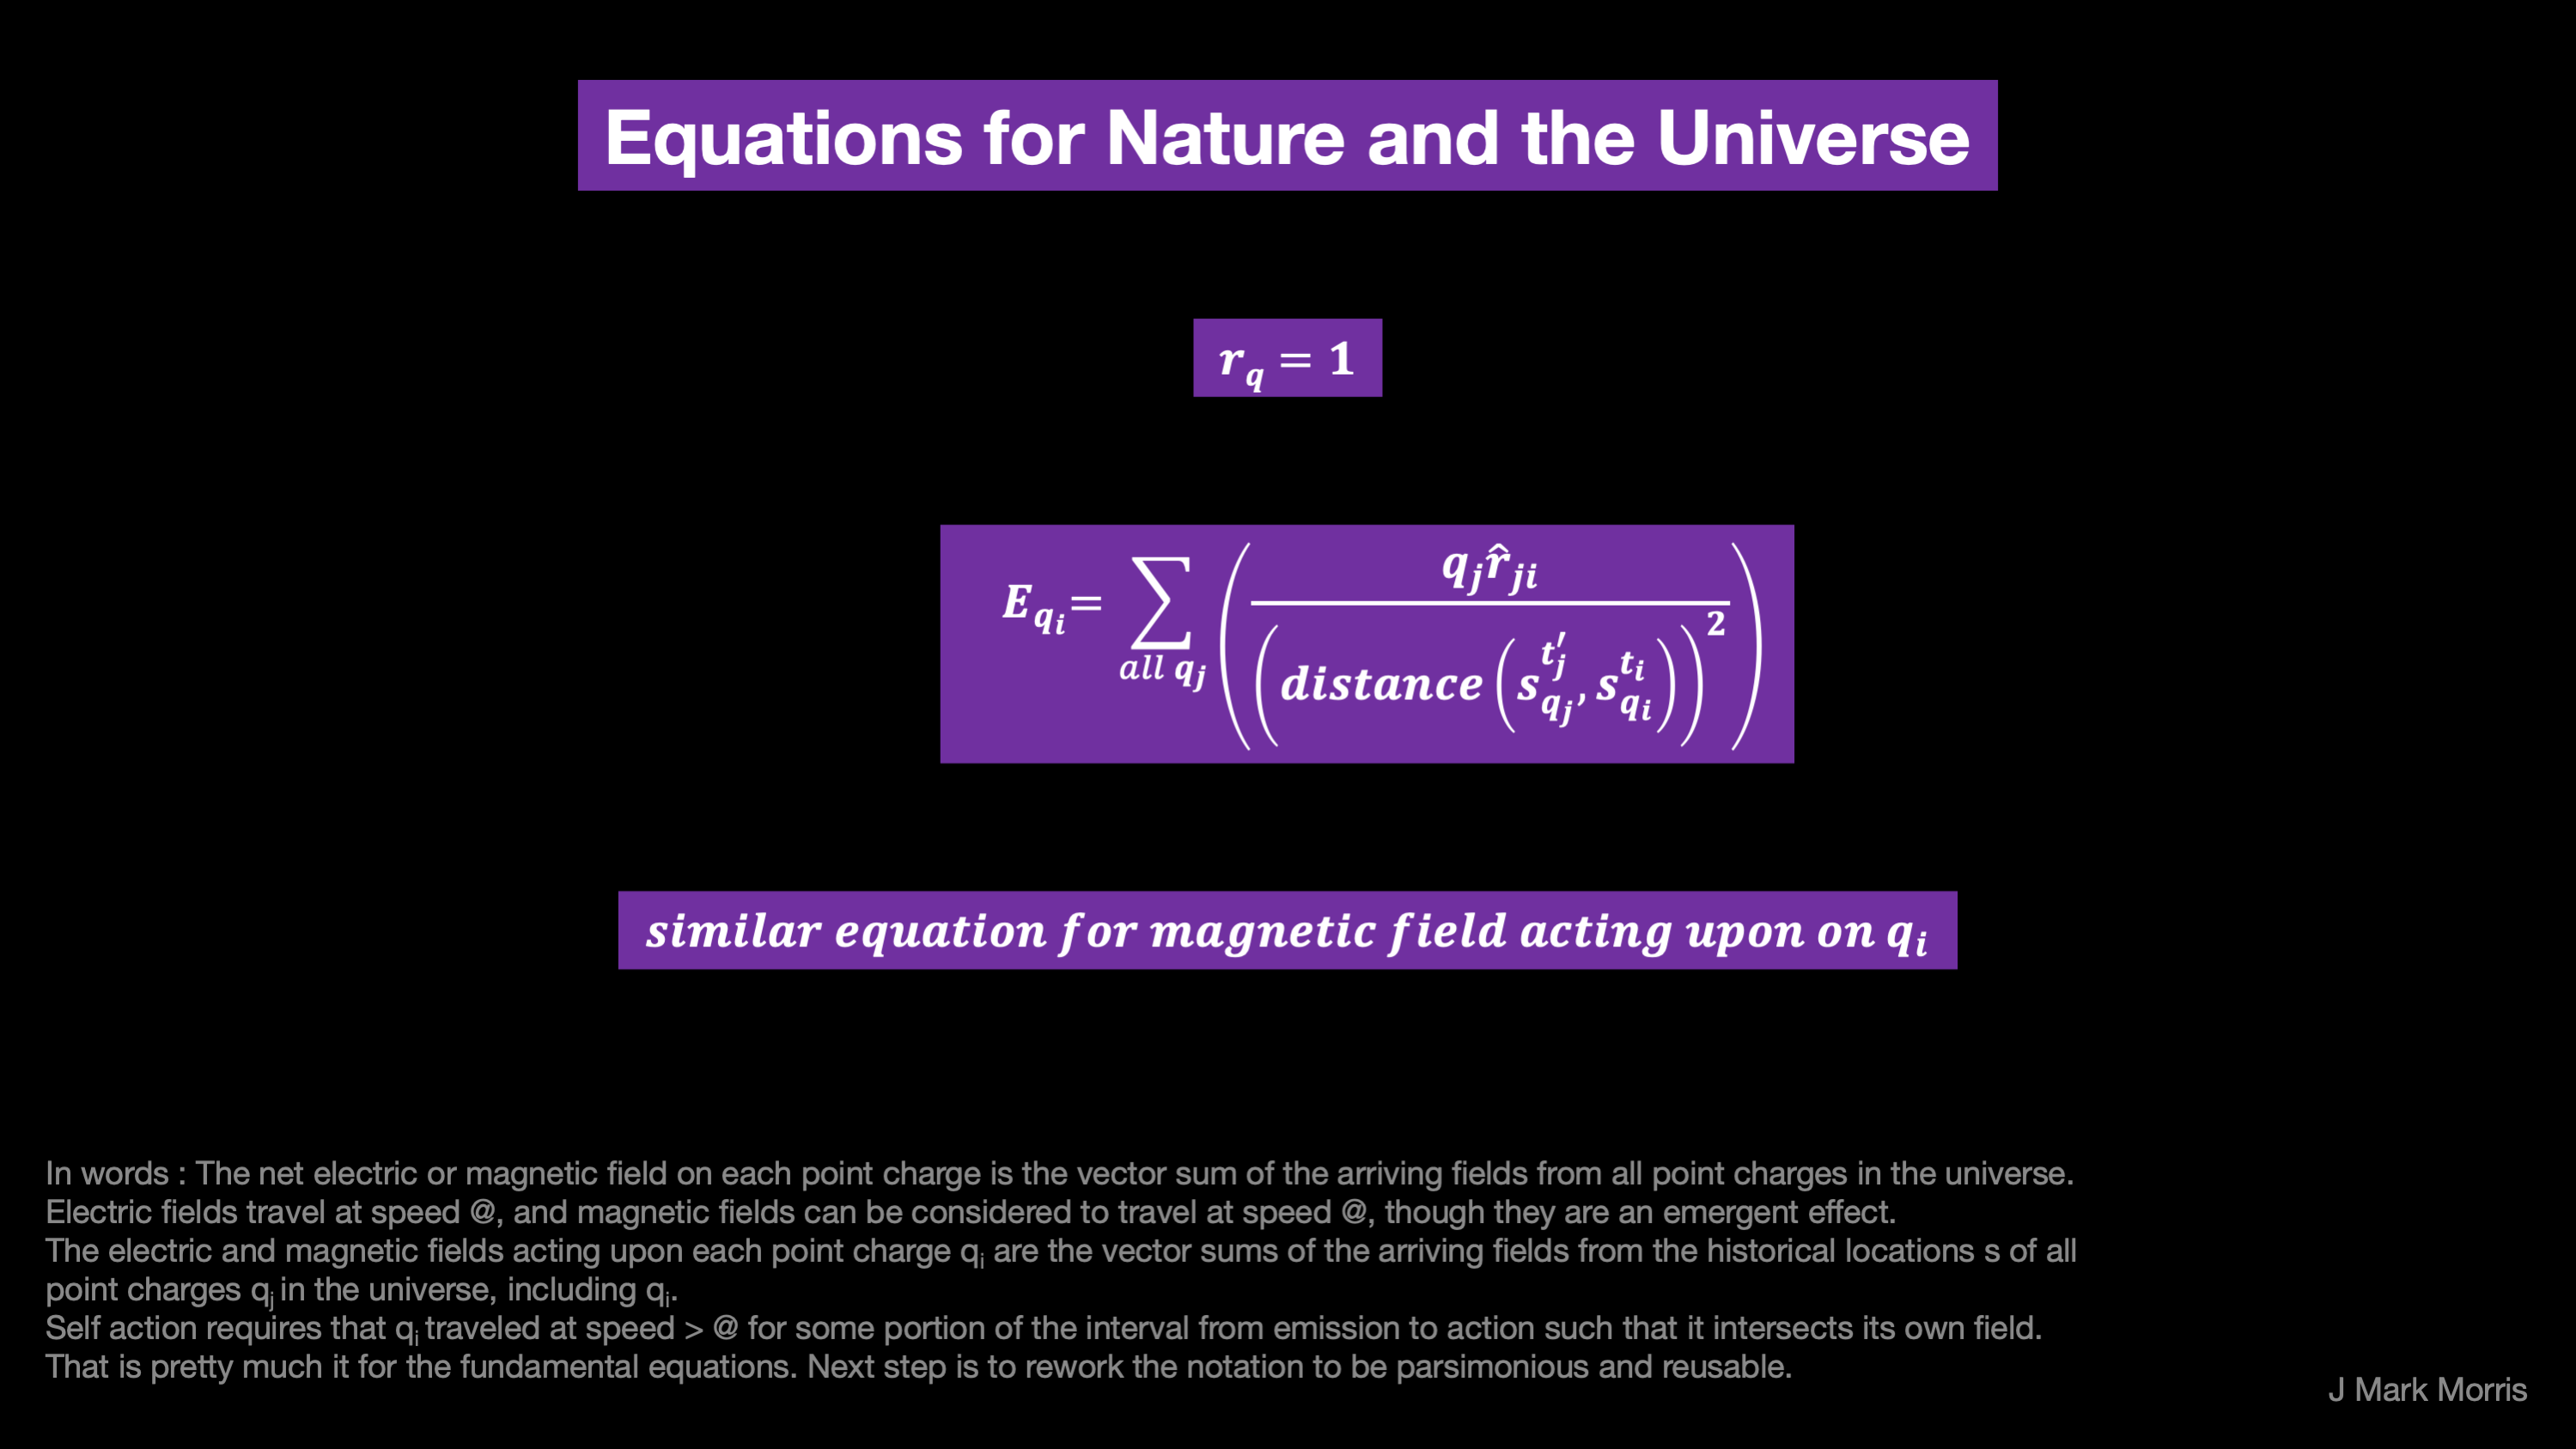 Equations for Nature and the Universe
r_q = 1
E_{q_i} = \sum_{all q_j} \left( \frac{q_j \hat{r}_{ji}}{\left( distance \left( s_{q_j}^{t'_j}, s_{q_i}^{t_i} \right) \right)^2} \right)
similar equation for magnetic field acting upon on q_i
In words : The net electric or magnetic field on each point charge is the vector sum of the arriving fields from all point charges in the universe.
Electric fields travel at speed @, and magnetic fields can be considered to travel at speed @, though they are an emergent effect.
The electric and magnetic fields acting upon each point charge q_i are the vector sums of the arriving fields from the historical locations s of all
point charges q_j in the universe, including q_i.
Self action requires that q_i traveled at speed > @ for some portion of the interval from emission to action such that it intersects its own field.
That is pretty much it for the fundamental equations. Next step is to rework the notation to be parsimonious and reusable.
J Mark Morris